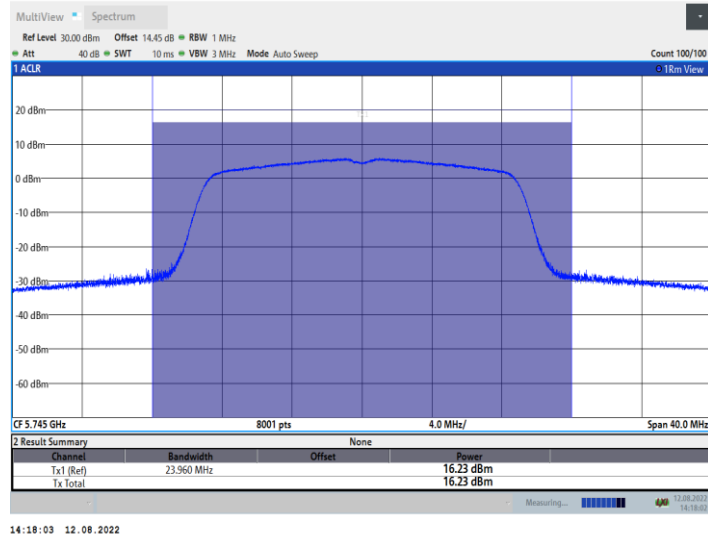 MultiView Spectrum
Ref Level 30.00 dBm Offset 14.45 dB RBW 1 MHz
Att 40 dB SWT 10 ms VBW 3 MHz Mode Auto Sweep Count 100/100
1 ACLR 1Rm View
20 dBm
10 dBm
0 dBm
-10 dBm
-20 dBm
-30 dBm
-40 dBm
-50 dBm
-60 dBm
CF 5.745 GHz 8001 pts 4.0 MHz/ Span 40.0 MHz
2 Result Summary None
Channel Bandwidth Offset Power
Tx1 (Ref) 23.960 MHz 16.23 dBm
Tx Total 16.23 dBm
Measuring... 12.08.2022
14:18:02
14:18:03 12.08.2022